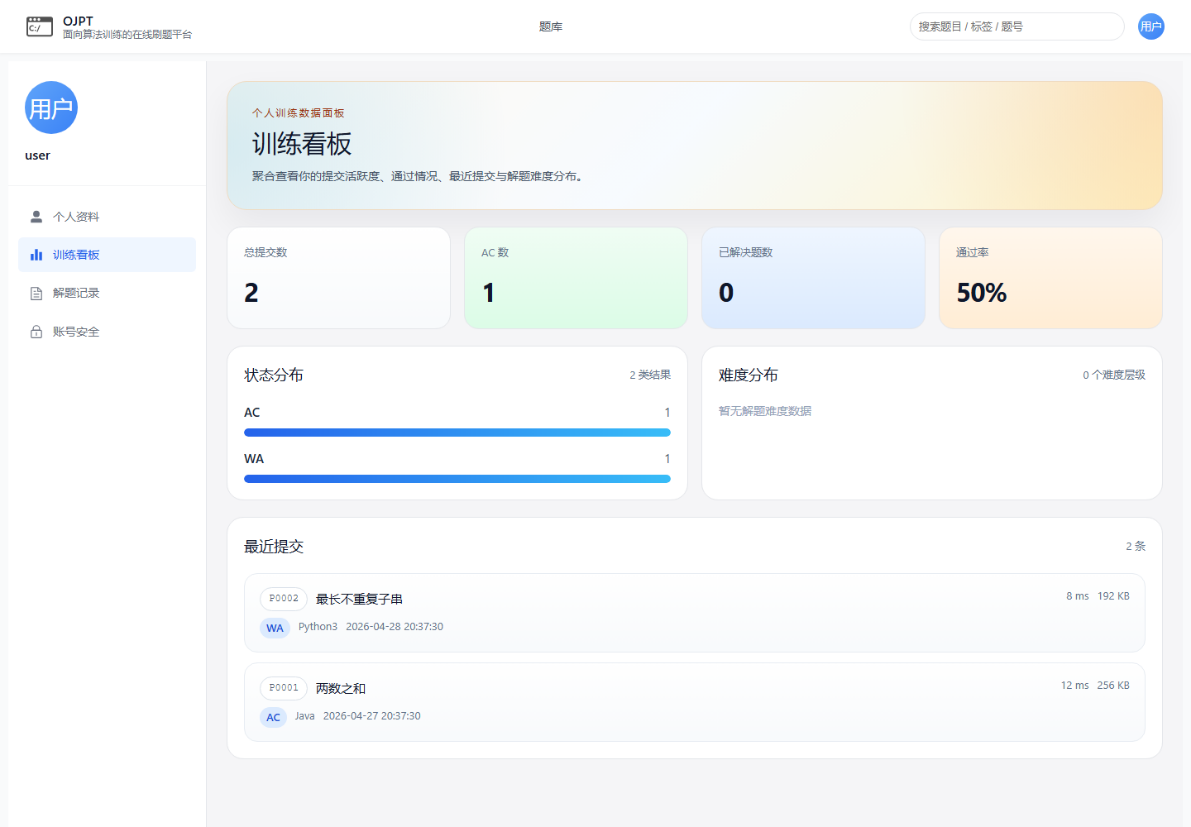 C:/
OJPT
面向算法训练的在线刷题平台
题库
搜索题目 / 标签 / 题号
用户
用户
user
个人资料
训练看板
解题记录
账号安全
个人训练数据面板
训练看板
聚合查看你的提交活跃度、通过情况、最近提交与解题难度分布。
总提交数
2
AC 数
1
已解决题数
0
通过率
50%
状态分布
2 类结果
AC
1
WA
1
难度分布
0 个难度层级
暂无解题难度数据
最近提交
2 条
P0002 最长不重复子串
8 ms 192 KB
WA Python3 2026-04-28 20:37:30
P0001 两数之和
12 ms 256 KB
AC Java 2026-04-27 20:37:30